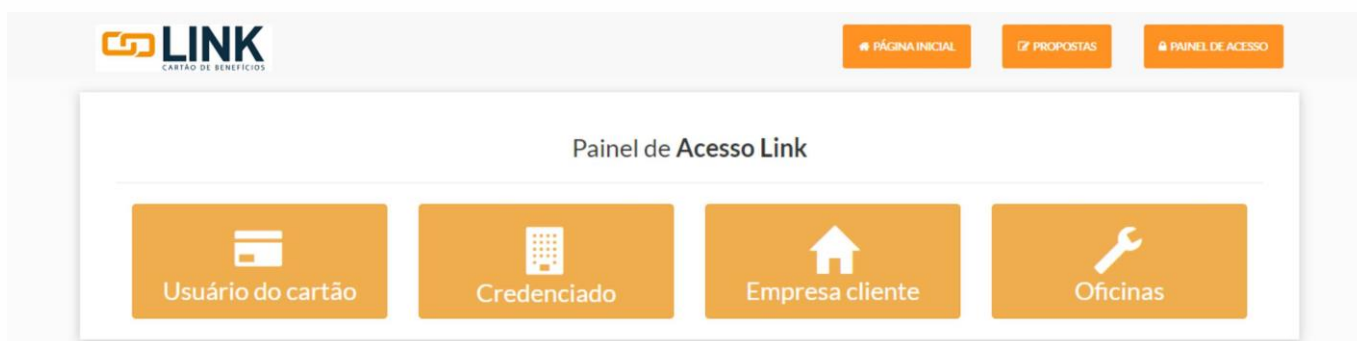 LINK
CARTÃO DE BENEFÍCIOS
PÁGINA INICIAL
PROPOSTAS
PAINEL DE ACESSO
Painel de Acesso Link
Usuário do cartão
Credenciado
Empresa cliente
Oficinas